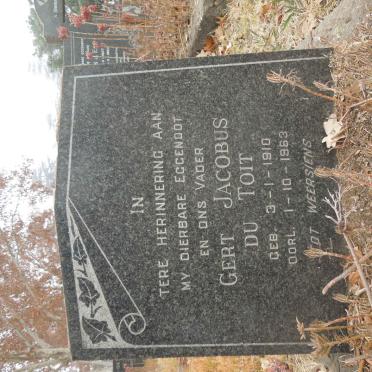 IN
TERE HERINNERING AAN
MY DIERBARE EGGENOOT
EN ONS VADER
GERT JACOBUS
DU TOIT
GEB. 3-1-1910
OORL. 1-10-1963
TOT WEERSIENS